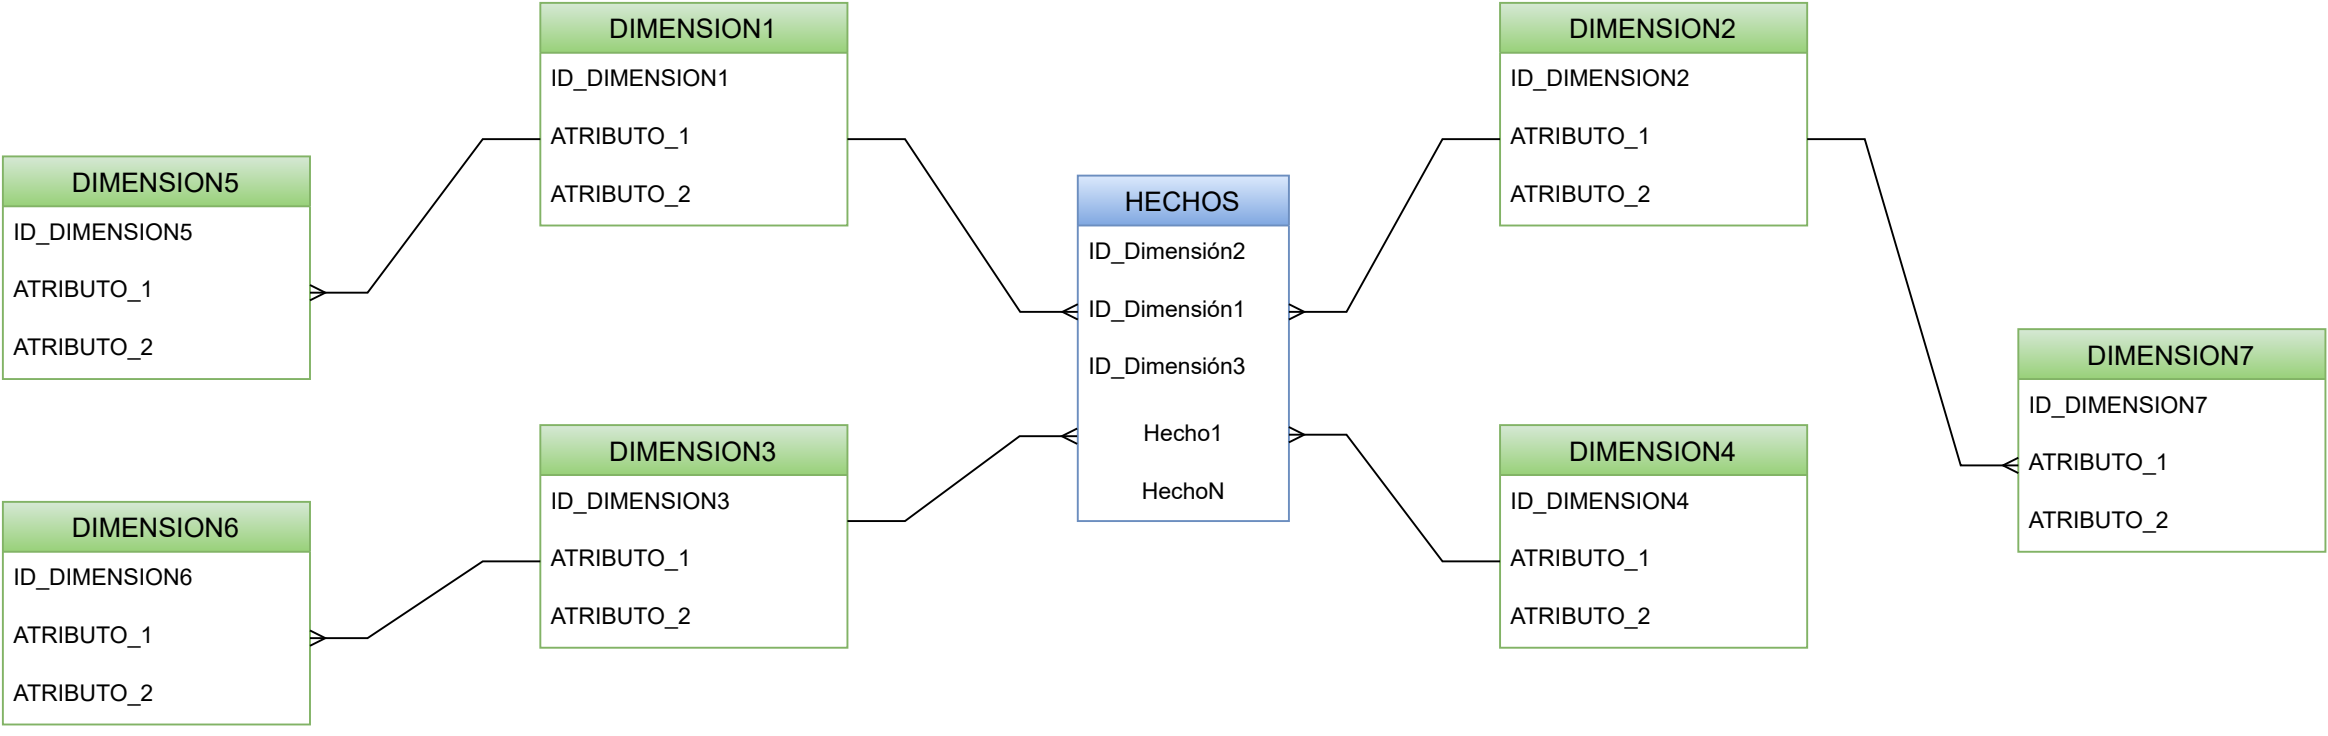 DIMENSION1
ID_DIMENSION1
ATRIBUTO_1
ATRIBUTO_2
DIMENSION2
ID_DIMENSION2
ATRIBUTO_1
ATRIBUTO_2
DIMENSION5
ID_DIMENSION5
ATRIBUTO_1
ATRIBUTO_2
HECHOS
ID_Dimensión2
ID_Dimensión1
ID_Dimensión3
Hecho1
HechoN
DIMENSION7
ID_DIMENSION7
ATRIBUTO_1
ATRIBUTO_2
DIMENSION3
ID_DIMENSION3
ATRIBUTO_1
ATRIBUTO_2
DIMENSION4
ID_DIMENSION4
ATRIBUTO_1
ATRIBUTO_2
DIMENSION6
ID_DIMENSION6
ATRIBUTO_1
ATRIBUTO_2